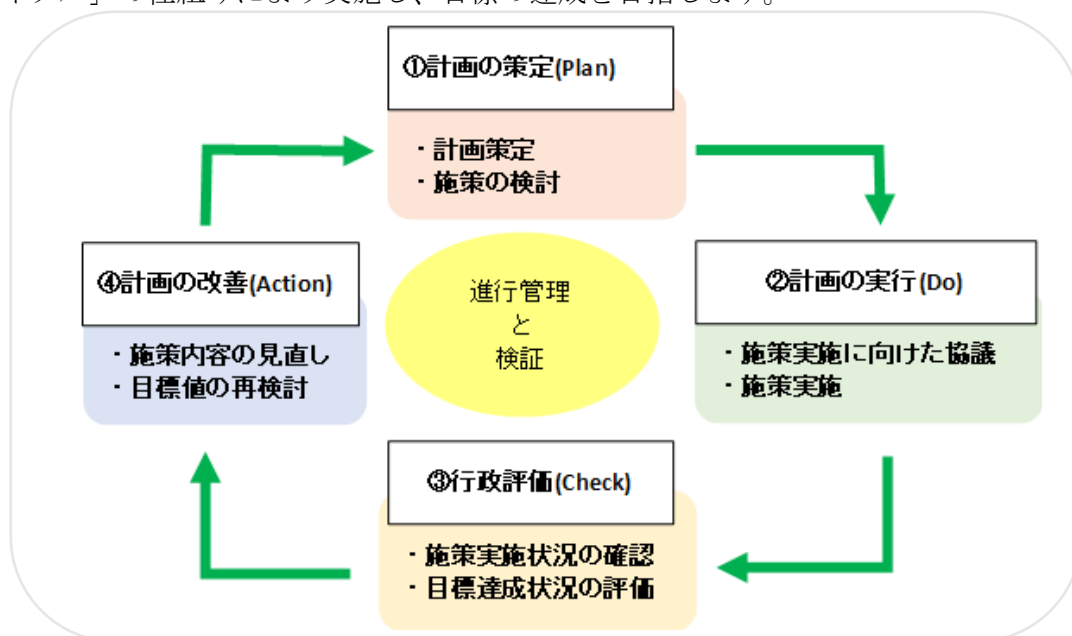 ①計画の策定(Plan)
・計画策定
・施策の検討
④計画の改善(Action)
・施策内容の見直し
・目標値の再検討
進行管理
と
検証
②計画の実行(Do)
・施策実施に向けた協議
・施策実施
③行政評価(Check)
・施策実施状況の確認
・目標達成状況の評価